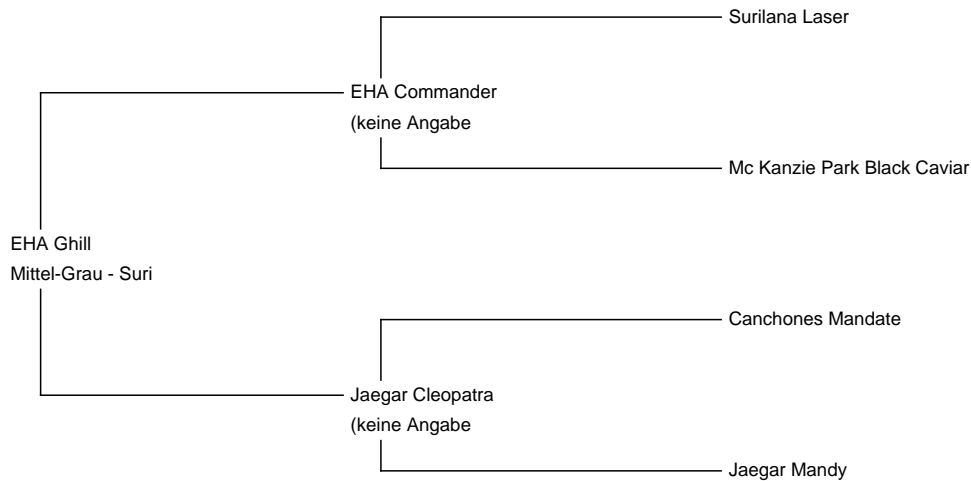 Surilana Laser
EHA Commander
(keine Angabe
Mc Kanzie Park Black Caviar
EHA Ghill
Mittel-Grau - Suri
Canchones Mandate
Jaegar Cleopatra
(keine Angabe
Jaegar Mandy